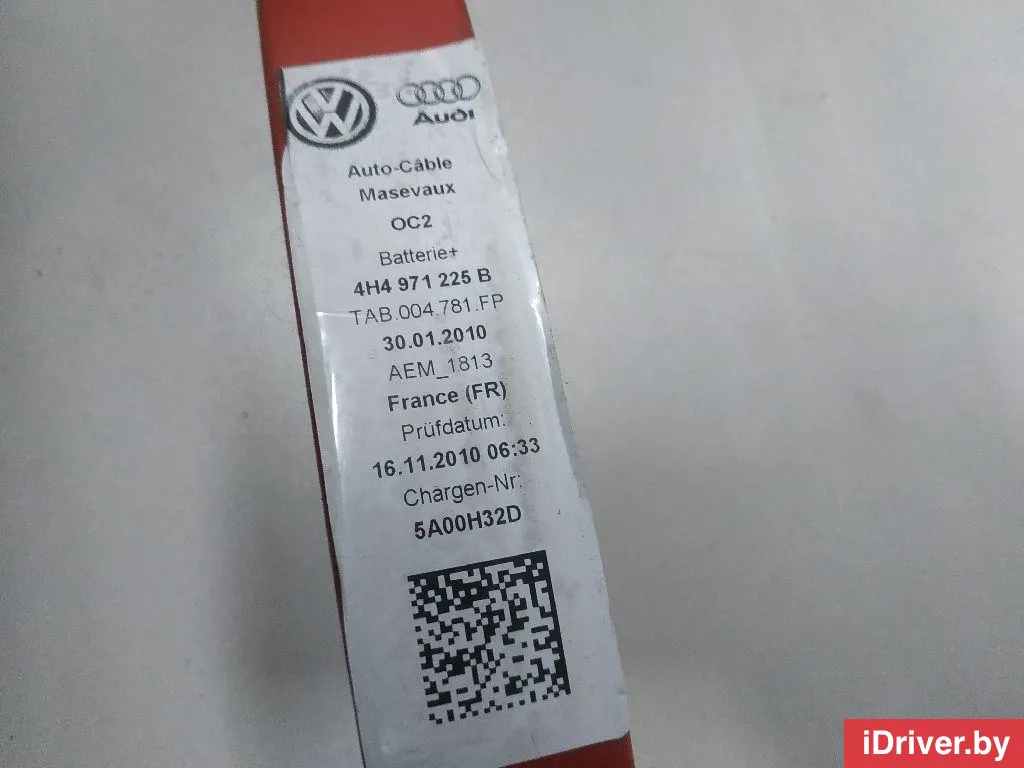 Audi
Auto-Câble
Masevaux
OC2
Batterie+
4H4 971 225 B
TAB.004.781.FP
30.01.2010
AEM_1813
France (FR)
Prüfdatum:
16.11.2010 06:33
Chargen-Nr:
5A00H32D
iDriver.by